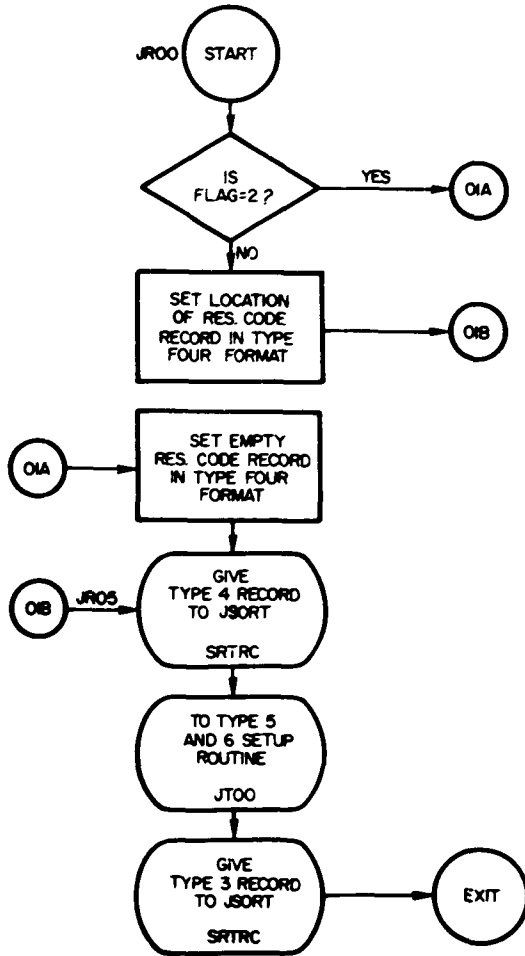 JR00
START
IS
FLAG=2?
YES
01A
NO
SET LOCATION
OF RES. CODE
RECORD IN TYPE
FOUR FORMAT
01B
SET EMPTY
RES. CODE RECORD
IN TYPE FOUR
FORMAT
01A
GIVE
TYPE 4 RECORD
TO JSORT
SRTRC
01B
JR05
TO TYPE 5
AND 6 SETUP
ROUTINE
JT00
GIVE
TYPE 3 RECORD
TO JSORT
SRTRC
EXIT